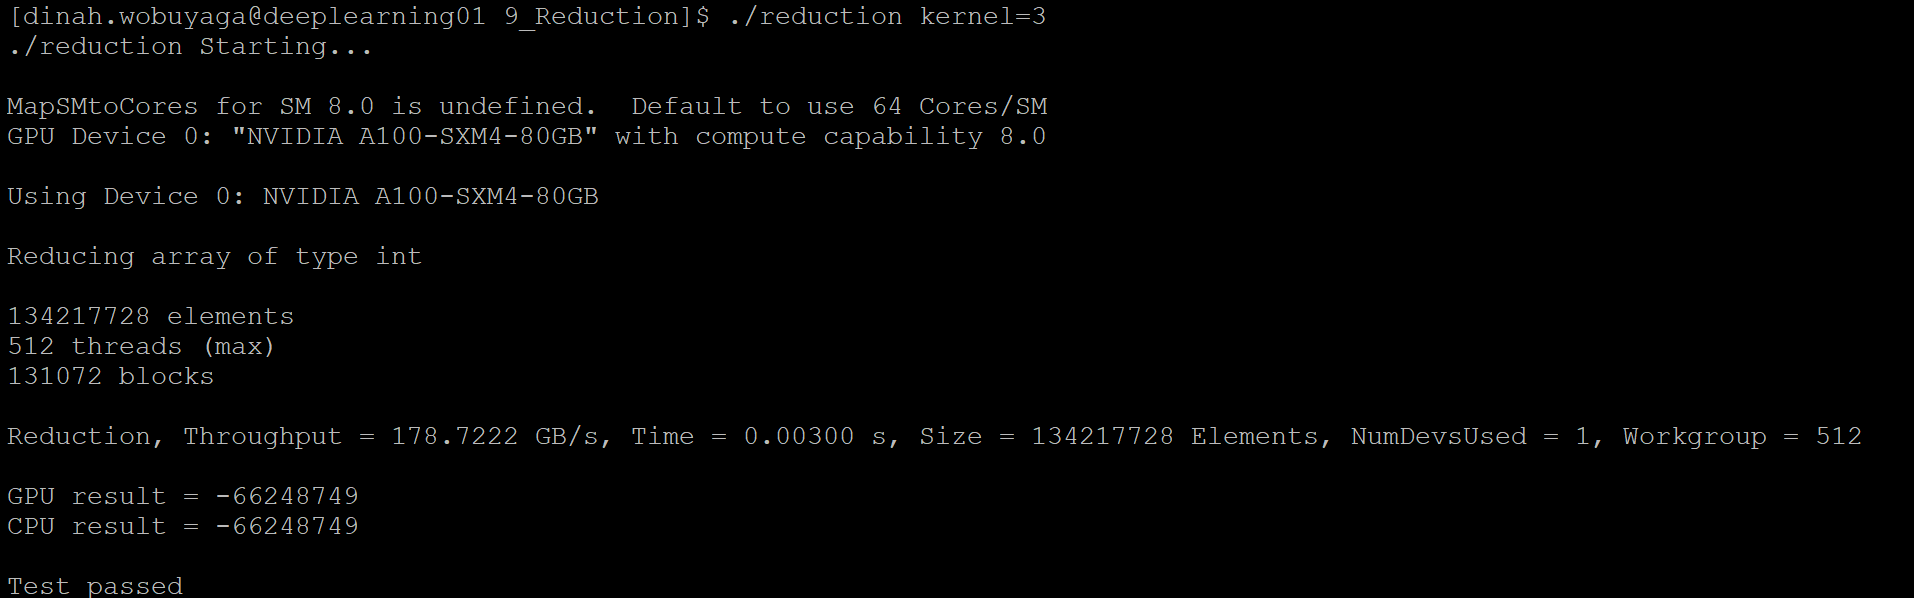 [dinah.wobuyaga@deeplearning01 9_Reduction]$ ./reduction kernel=3
./reduction Starting...
MapSMtoCores for SM 8.0 is undefined.  Default to use 64 Cores/SM
GPU Device 0: "NVIDIA A100-SXM4-80GB" with compute capability 8.0
Using Device 0: NVIDIA A100-SXM4-80GB
Reducing array of type int
134217728 elements
512 threads (max)
131072 blocks
Reduction, Throughput = 178.7222 GB/s, Time = 0.00300 s, Size = 134217728 Elements, NumDevsUsed = 1, Workgroup = 512
GPU result = -66248749
CPU result = -66248749
Test passed